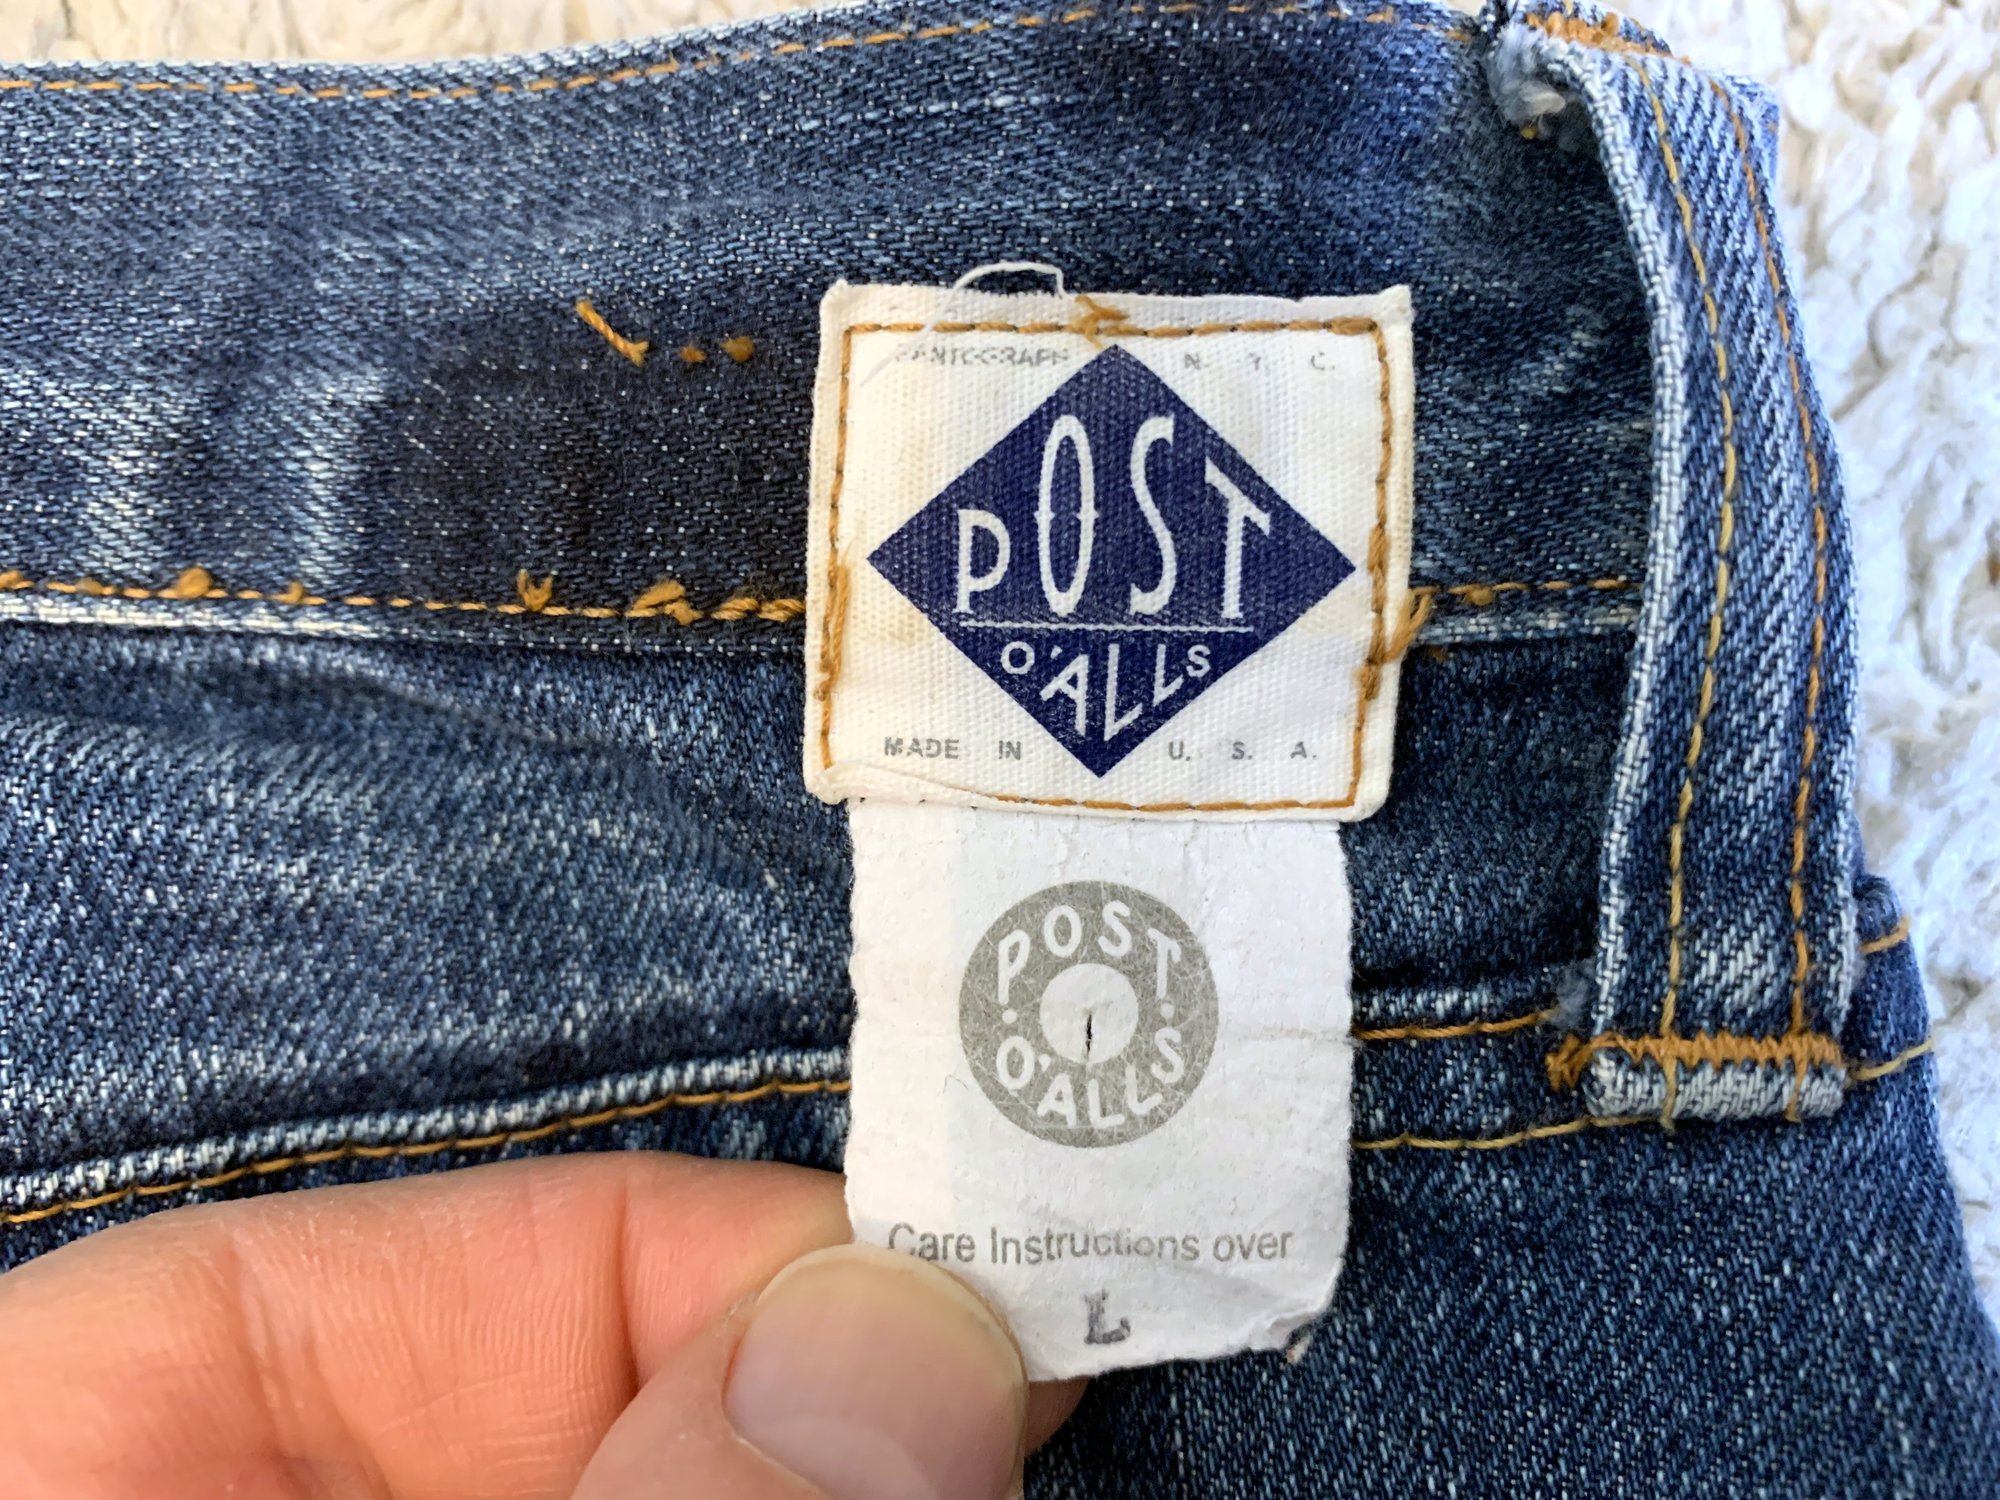 PANTOGRAPH N. Y. C.
POST
O'ALLS
MADE IN U. S. A.
POST
O'ALLS
Care Instructions over
L